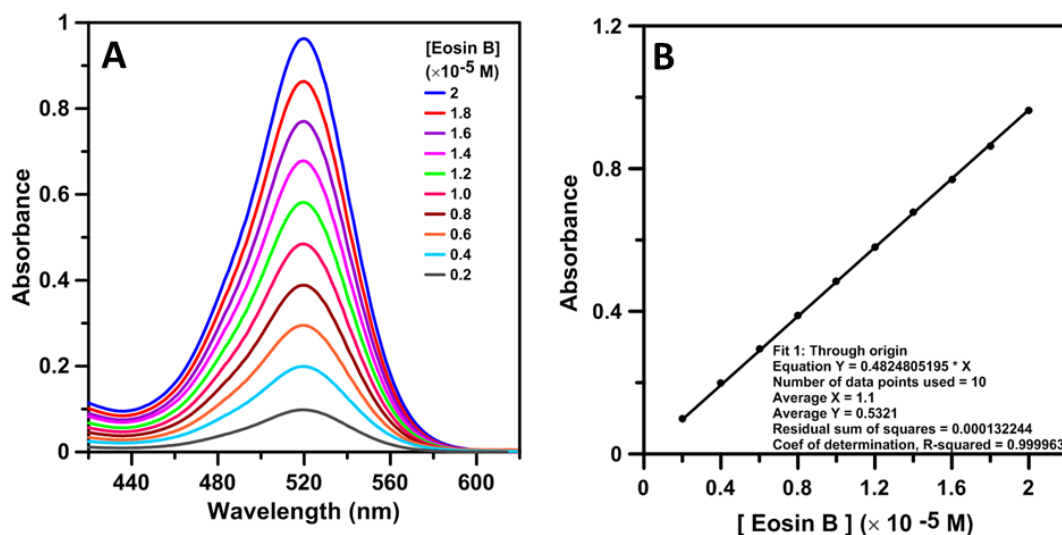 A
[Eosin B]
(×10-5 M)
2
1.8
1.6
1.4
1.2
1.0
0.8
0.6
0.4
0.2
1
0.8
0.6
0.4
0.2
0
Absorbance
440
480
520
560
600
Wavelength (nm)
B
1.2
0.8
0.4
0
Absorbance
Fit 1: Through origin
Equation Y = 0.4824805195 * X
Number of data points used = 10
Average X = 1.1
Average Y = 0.5321
Residual sum of squares = 0.000132244
Coef of determination, R-squared = 0.999963
0
0.4
0.8
1.2
1.6
2
[ Eosin B ] (× 10 -5 M)